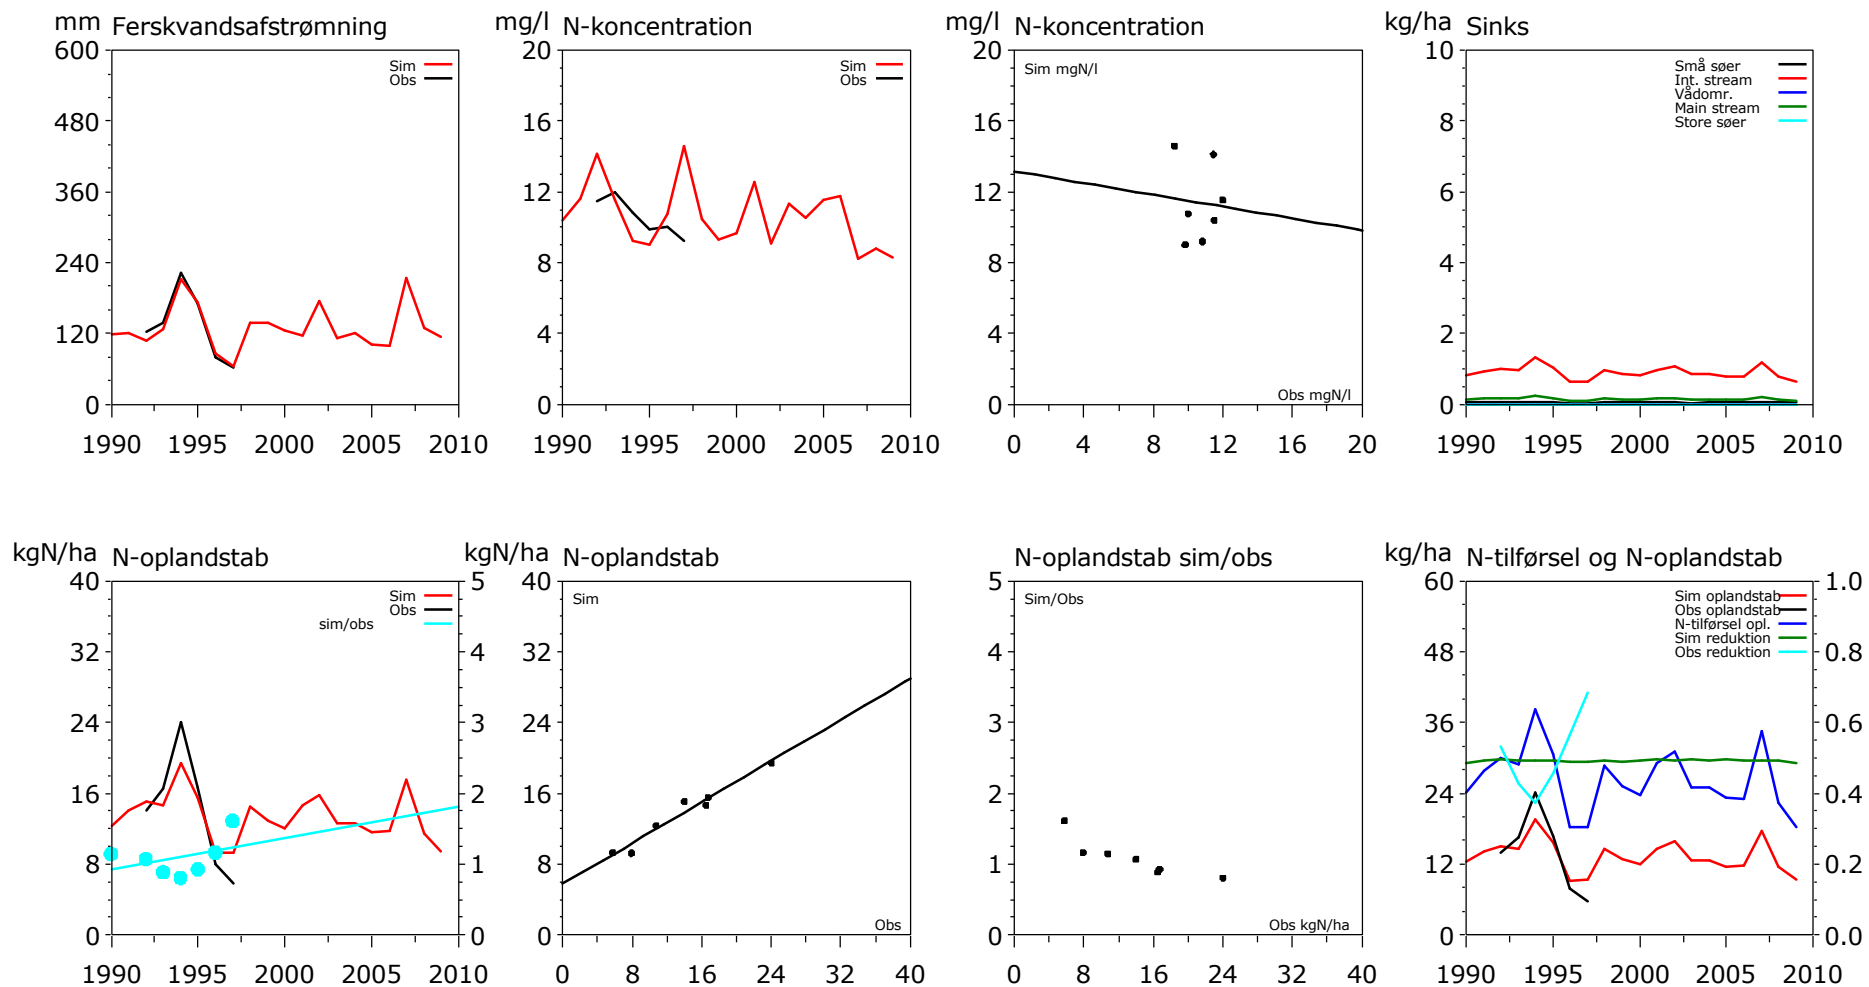 mm Ferskvandsafstrømning
600
480
360
240
120
0
1990 1995 2000 2005 2010
Sim
Obs
mg/l N-koncentration
20
16
12
8
4
0
1990 1995 2000 2005 2010
Sim
Obs
mg/l N-koncentration
20
16
12
8
4
0
0 4 8 12 16 20
Sim mgN/l
Obs mgN/l
kg/ha Sinks
10
8
6
4
2
0
1990 1995 2000 2005 2010
Små søer
Int. stream
Vådomr.
Main stream
Store søer
kgN/ha N-oplandstab
40
32
24
16
8
0
5
4
3
2
1
0
1990 1995 2000 2005 2010
Sim
Obs
sim/obs
kgN/ha N-oplandstab
40
32
24
16
8
0
0 8 16 24 32 40
Sim
Obs
N-oplandstab sim/obs
5
4
3
2
1
0
0 8 16 24 32 40
Sim/Obs
Obs kgN/ha
kg/ha N-tilførsel og N-oplandstab
60
48
36
24
12
0
1.0
0.8
0.6
0.4
0.2
0.0
1990 1995 2000 2005 2010
Sim oplandstab
Obs oplandstab
N-tilførsel opl.
Sim reduktion
Obs reduktion